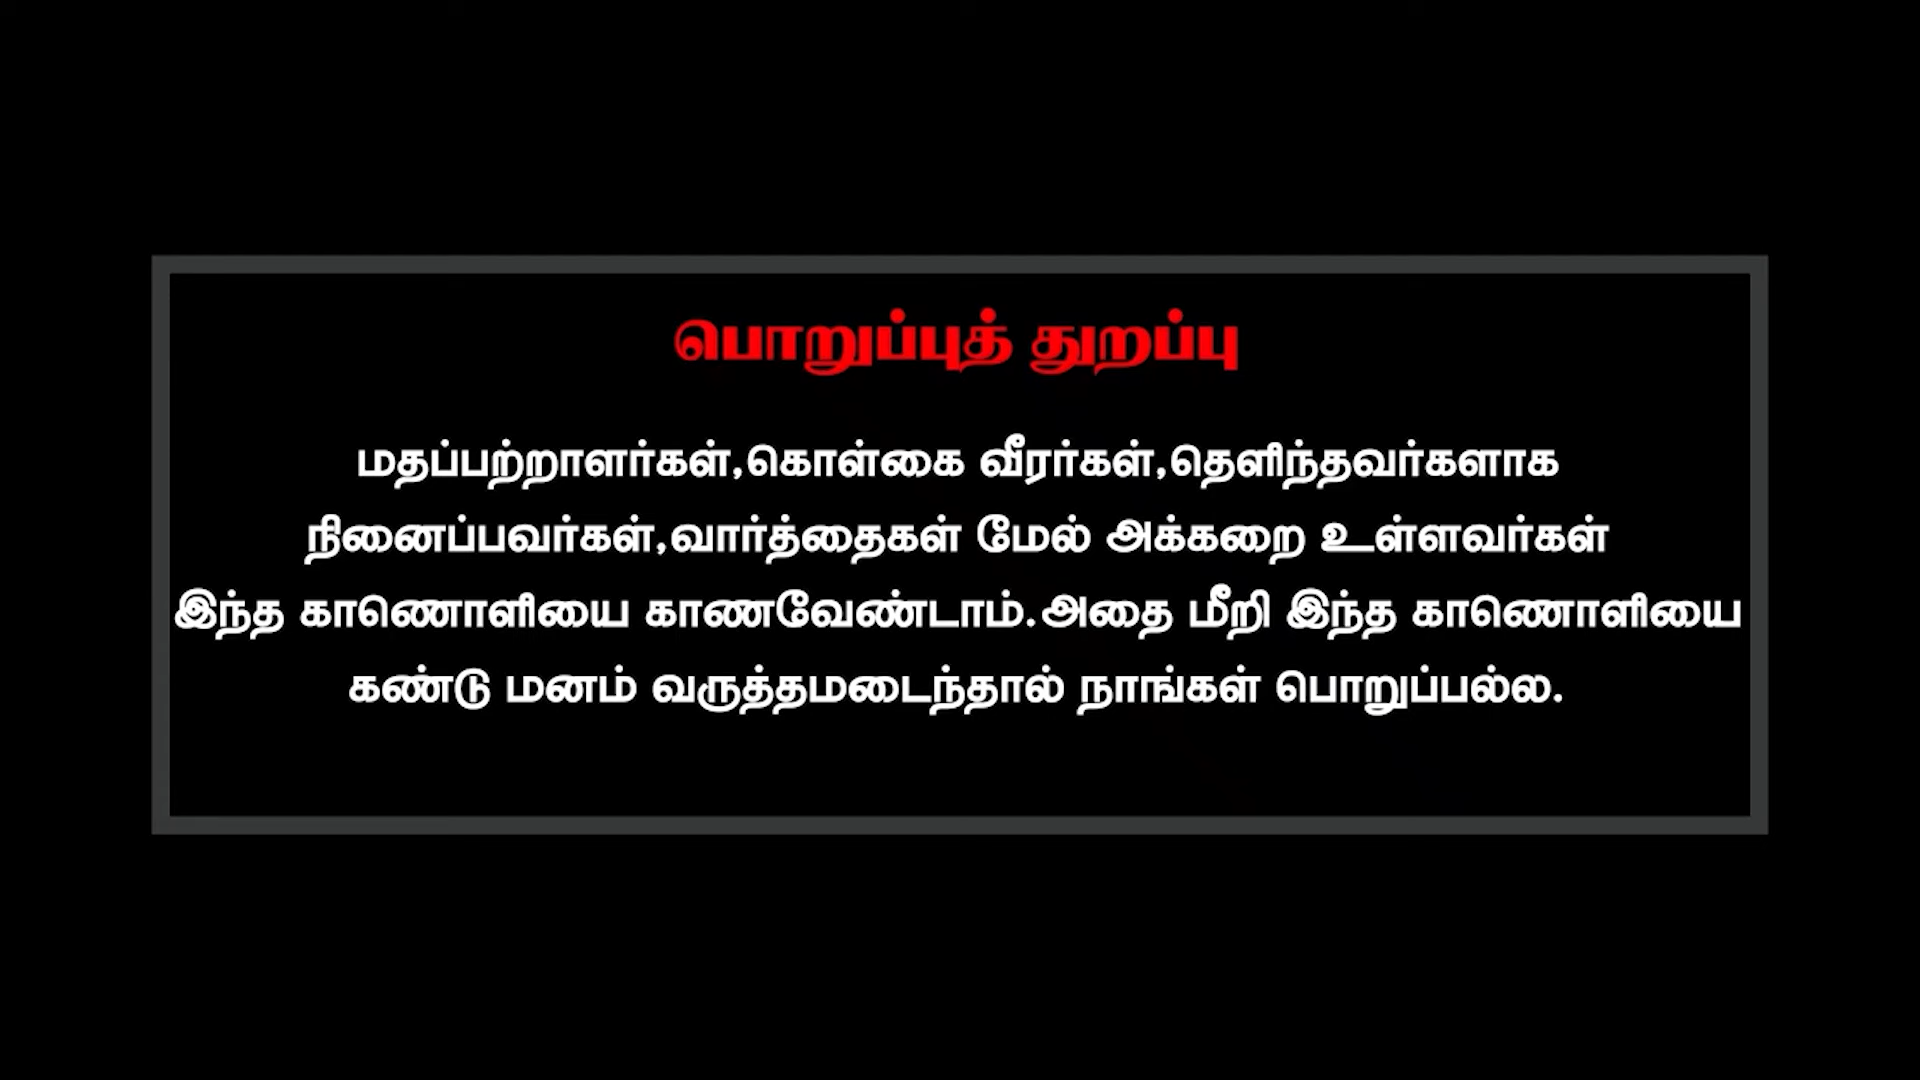 பொறுப்புத் துறப்பு
மதப்பற்றாளர்கள்,கொள்கை வீரர்கள்,தெளிந்தவர்களாக
நினைப்பவர்கள்,வார்த்தைகள் மேல் அக்கறை உள்ளவர்கள்
இந்த காணொளியை காணவேண்டாம்.அதை மீறி இந்த காணொளியை
கண்டு மனம் வருத்தமடைந்தால் நாங்கள் பொறுப்பல்ல.